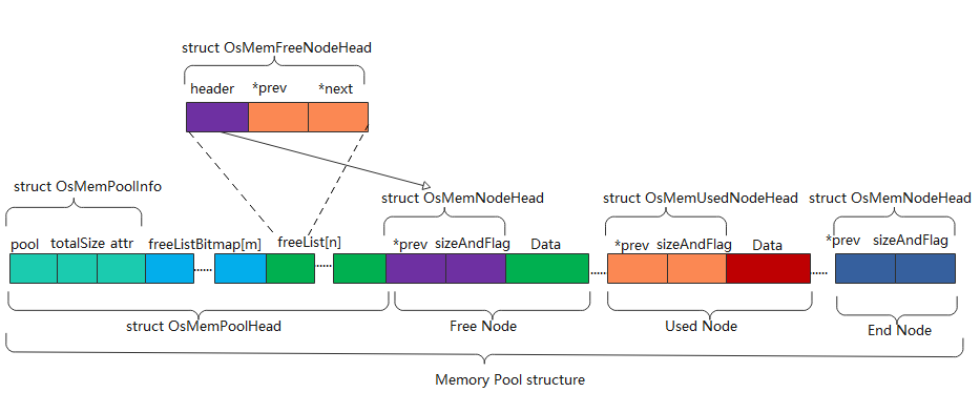 struct OsMemFreeNodeHead
header *prev *next
struct OsMemPoolInfo
struct OsMemNodeHead struct OsMemUsedNodeHead struct OsMemNodeHead
pool totalSize attr freeListBitmap[m] freeList[n] *prev sizeAndFlag Data *prev sizeAndFlag Data *prev sizeAndFlag
struct OsMemPoolHead Free Node Used Node End Node
Memory Pool structure